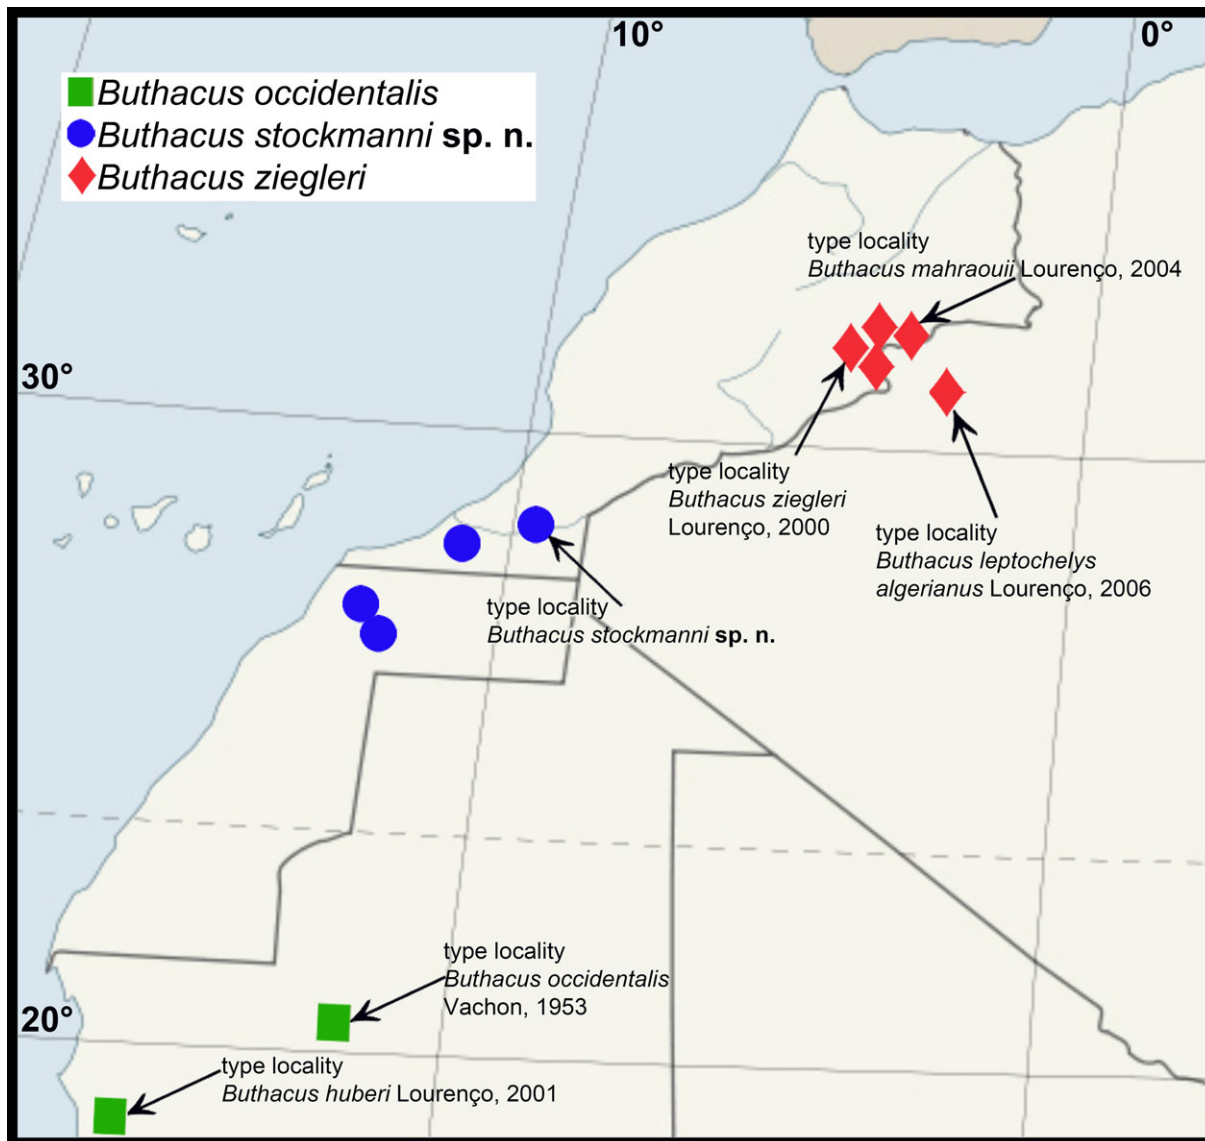 10°
0°
Buthacus occidentalis
Buthacus stockmanni sp. n.
Buthacus ziegleri
type locality
Buthacus mahraouii Lourenço, 2004
30°
type locality
Buthacus ziegleri
Lourenço, 2000
type locality
Buthacus leptochelys
algerianus Lourenço, 2006
type locality
Buthacus stockmanni sp. n.
type locality
Buthacus occidentalis
Vachon, 1953
20°
type locality
Buthacus huberi Lourenço, 2001